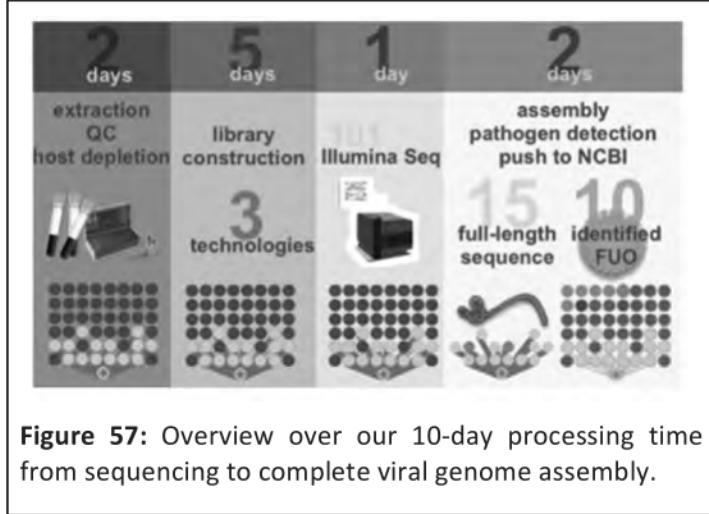 2
days
extraction
QC
host depletion
5
days
library
construction
3
technologies
1
day
101
Illumina Seq
2
days
assembly
pathogen detection
push to NCBI
15
full-length
sequence
10
identified
FUO
Figure 57: Overview over our 10-day processing time
from sequencing to complete viral genome assembly.